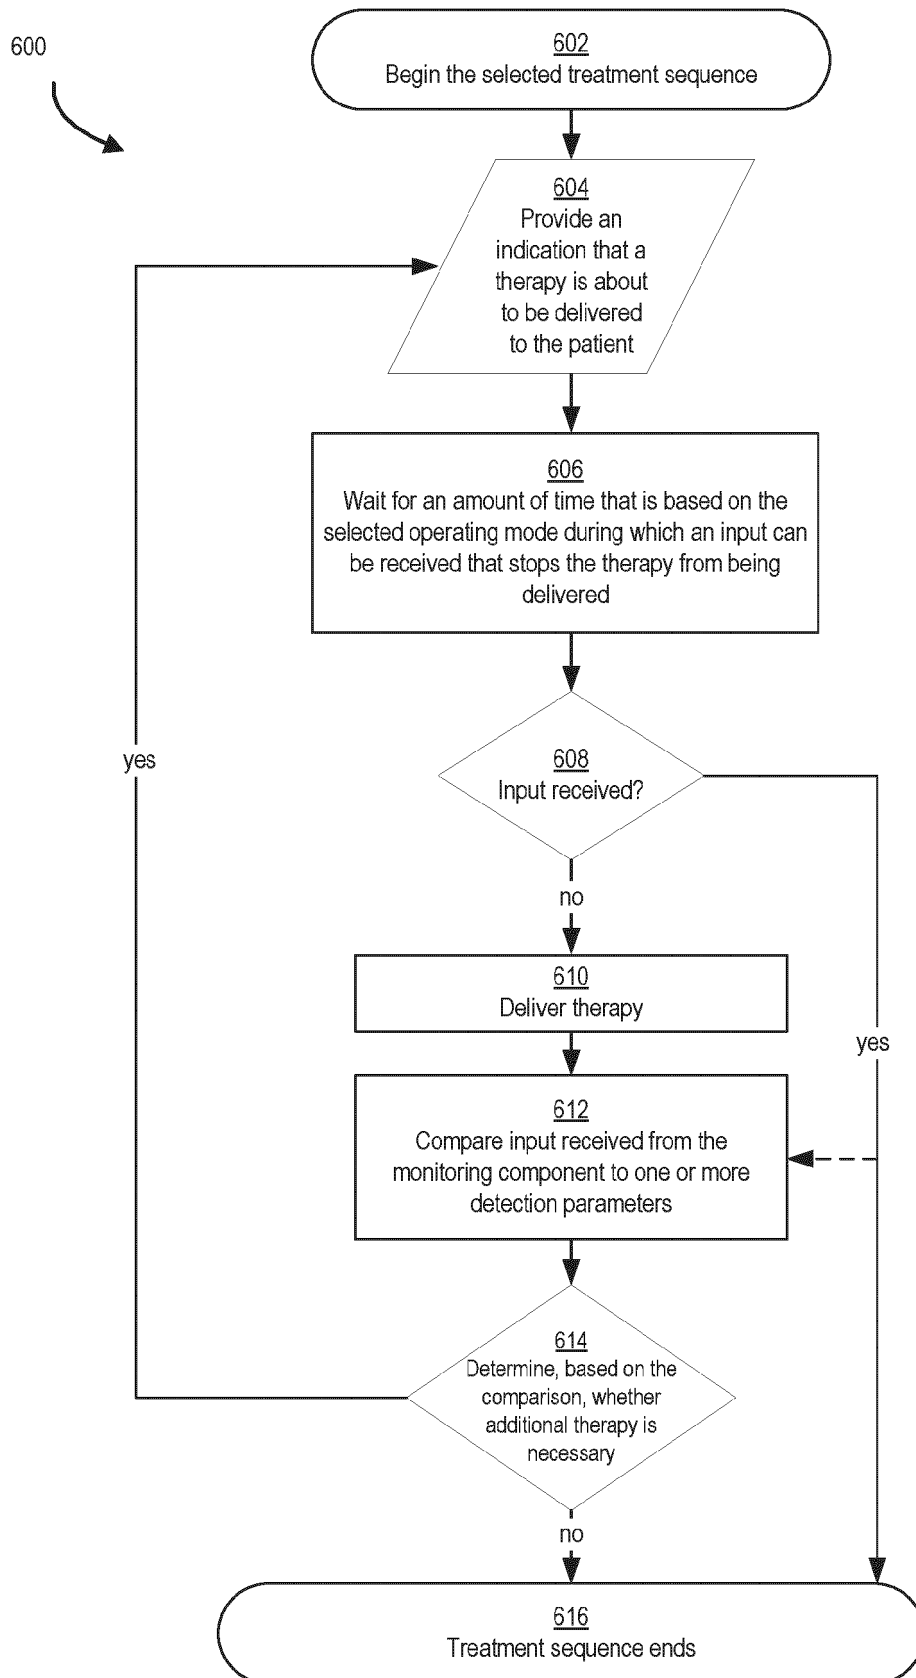 600
602
Begin the selected treatment sequence
604
Provide an
indication that a
therapy is about
to be delivered
to the patient
606
Wait for an amount of time that is based on the
selected operating mode during which an input can
be received that stops the therapy from being
delivered
608
Input received?
yes
no
610
Deliver therapy
yes
612
Compare input received from the
monitoring component to one or more
detection parameters
614
Determine, based on the
comparison, whether
additional therapy is
necessary
no
616
Treatment sequence ends